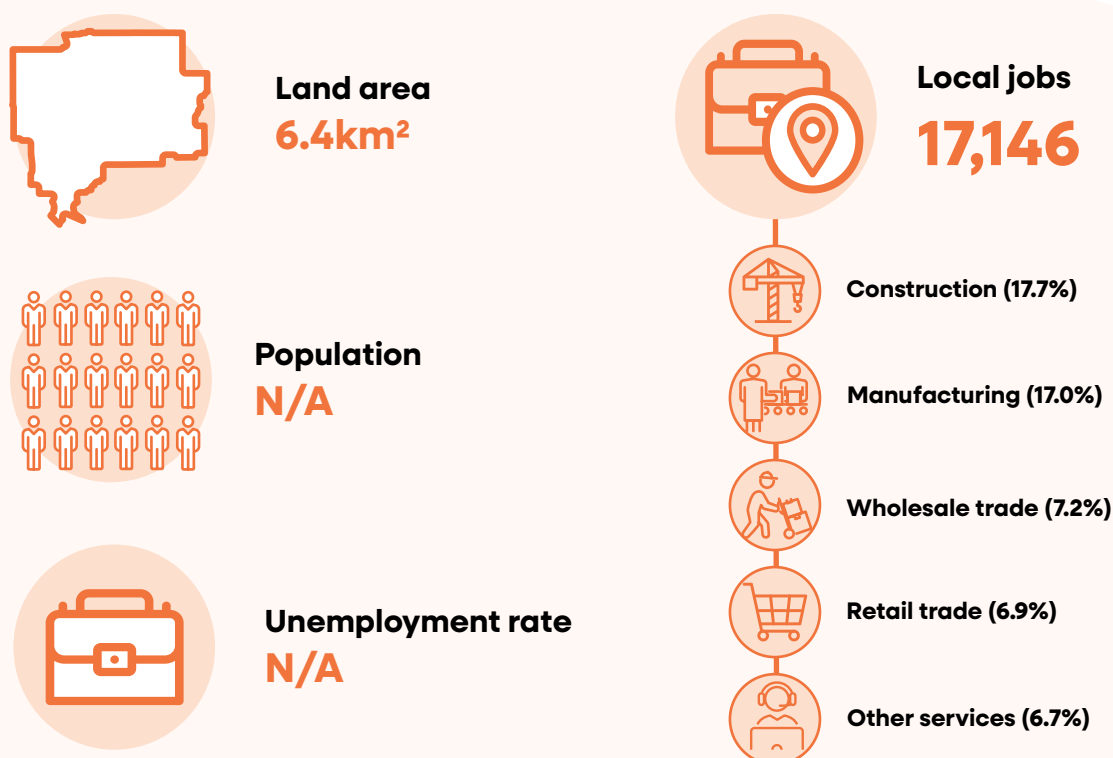 Land area
6.4km²
Population
N/A
Unemployment rate
N/A
Local jobs
17,146
Construction (17.7%)
Manufacturing (17.0%)
Wholesale trade (7.2%)
Retail trade (6.9%)
Other services (6.7%)